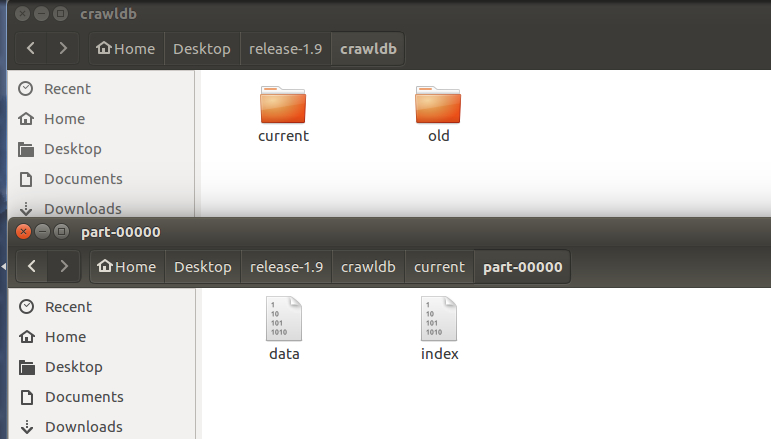 crawldb
Home Desktop release-1.9 crawldb
Recent
Home
Desktop
Documents
Downloads
current old
part-00000
Home Desktop release-1.9 crawldb current part-00000
Recent
Home
Desktop
Documents
Downloads
1
10
101
1010
data
1
10
101
1010
index